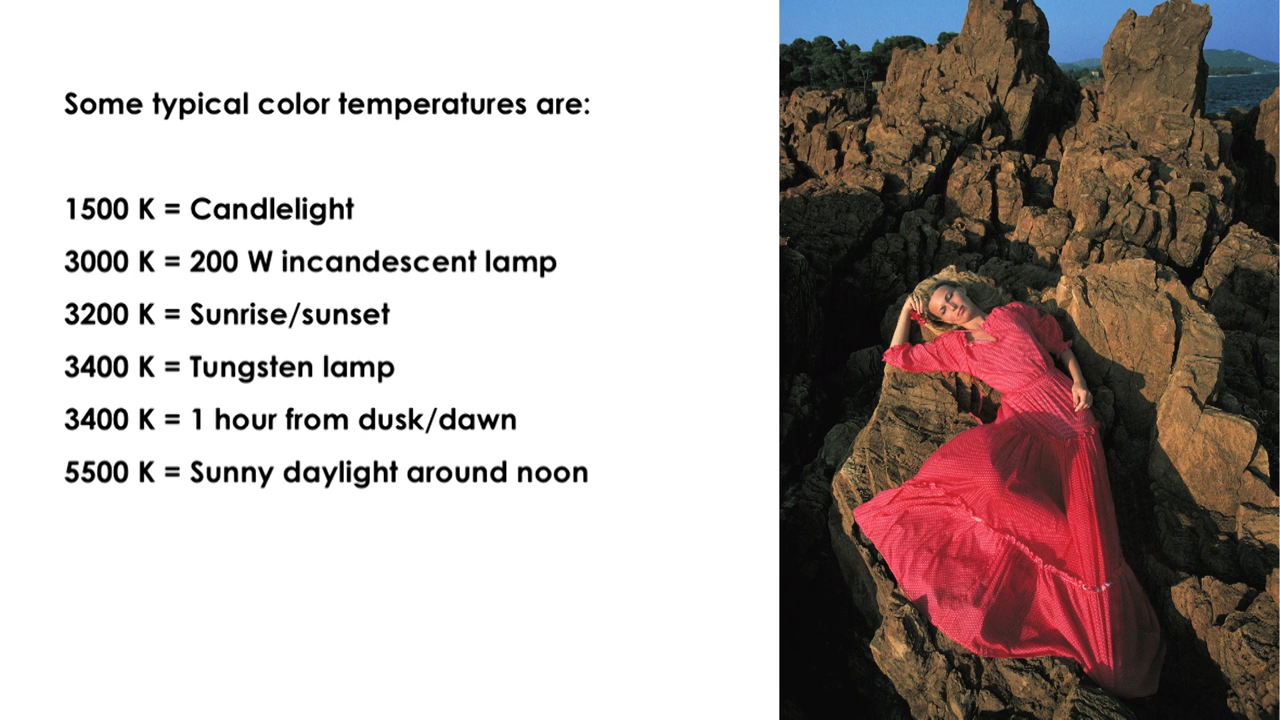 Some typical color temperatures are:
1500 K = Candlelight
3000 K = 200 W incandescent lamp
3200 K = Sunrise/sunset
3400 K = Tungsten lamp
3400 K = 1 hour from dusk/dawn
5500 K = Sunny daylight around noon